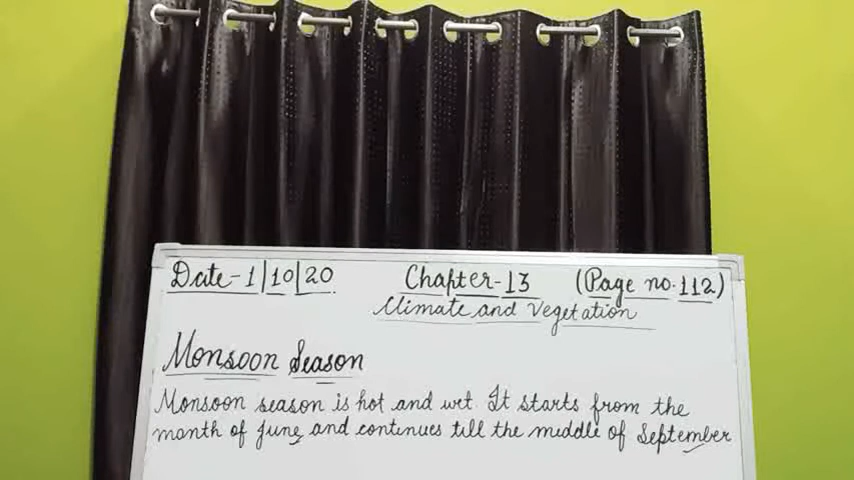 Date-1/10/20 Chapter-13 (Page no.112)
Climate and Vegetation
Monsoon Season
Monsoon season is hot and wet. It starts from the
month of June and continues till the middle of September